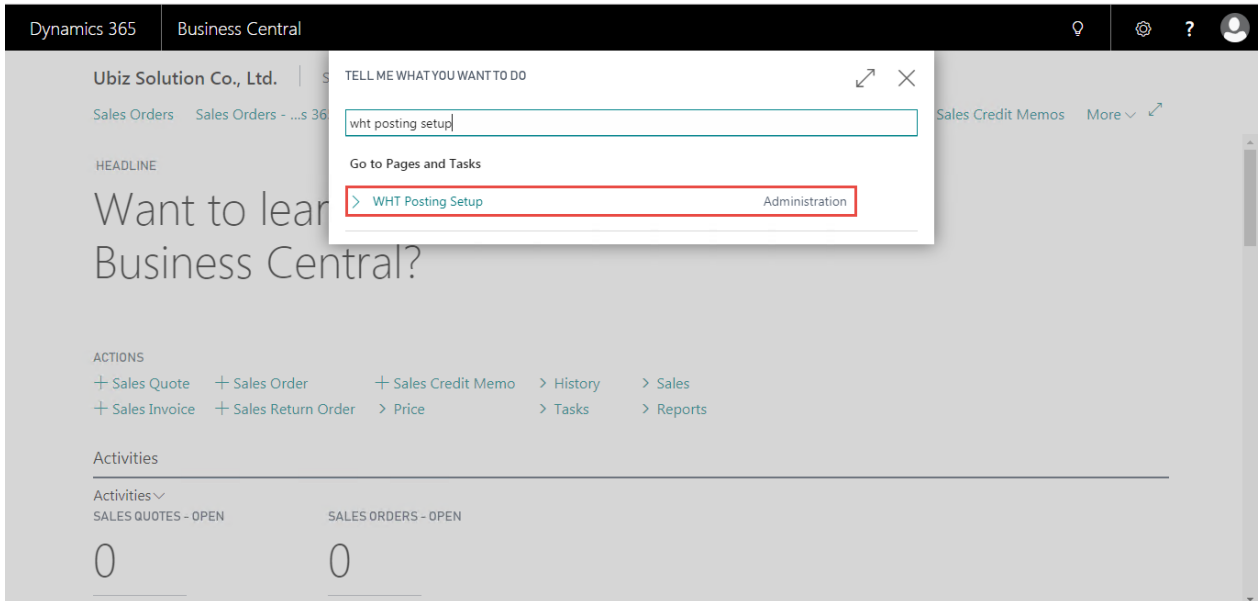 Dynamics 365 Business Central ?
Ubiz Solution Co., Ltd. S
TELL ME WHAT YOU WANT TO DO
Sales Orders Sales Orders - ...s 36 Sales Credit Memos More
wht posting setup
Go to Pages and Tasks
WHT Posting Setup Administration
HEADLINE
Want to lear
Business Central?
ACTIONS
+ Sales Quote + Sales Order + Sales Credit Memo > History > Sales
+ Sales Invoice + Sales Return Order > Price > Tasks > Reports
Activities
Activities
SALES QUOTES - OPEN SALES ORDERS - OPEN
0 0